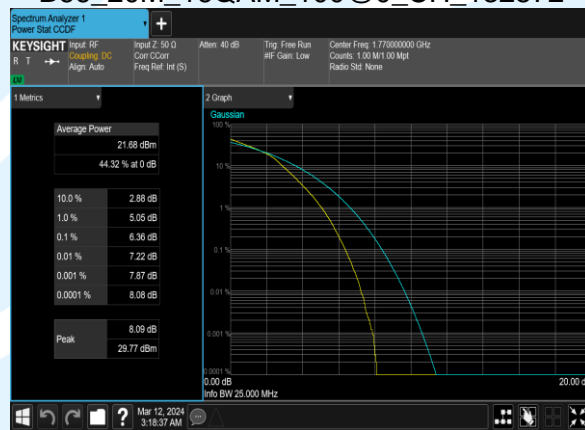 Spectrum Analyzer 1
Power Stat CCDF
KEYSIGHT
R T
Input: RF
Coupling: DC
Align: Auto
Input Z: 50 Ω
Corr CCorr
Freq Ref: Int (S)
Atten: 40 dB
Trig: Free Run
#IF Gain: Low
Center Freq: 1.770000000 GHz
Counts: 1.00 M/1.00 Mpt
Radio Std: None
1 Metrics
Average Power
21.68 dBm
44.32 % at 0 dB
10.0 % 2.88 dB
1.0 % 5.05 dB
0.1 % 6.36 dB
0.01 % 7.22 dB
0.001 % 7.87 dB
0.0001 % 8.08 dB
Peak
8.09 dB
29.77 dBm
2 Graph
Gaussian
100 %
10 %
1 %
0.1 %
0.01 %
0.001 %
0.0001 %
0.00 dB
20.00
Info BW 25.000 MHz
Mar 12, 2024
3:18:37 AM